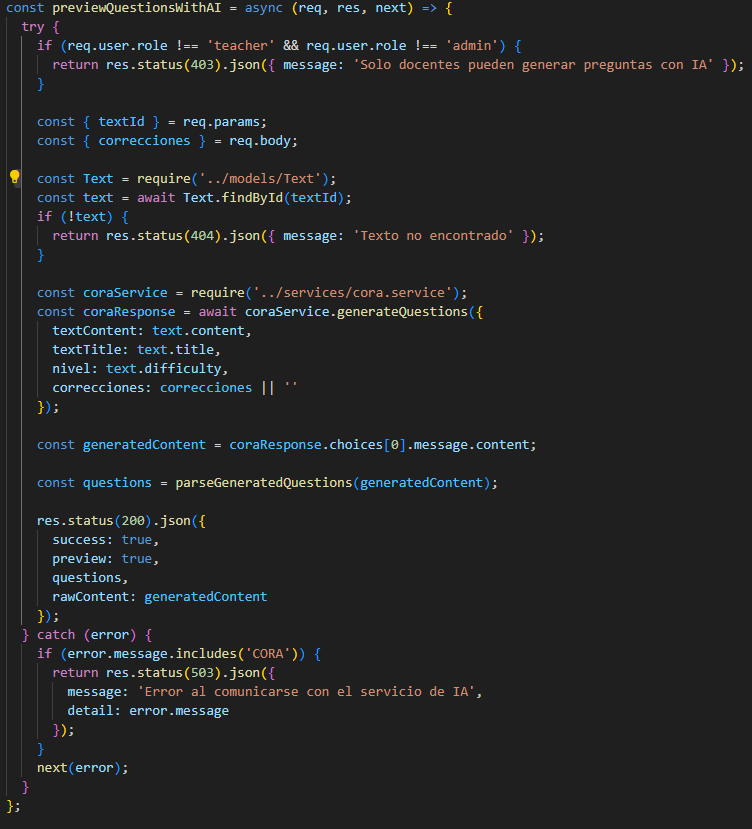 const previewQuestionsWithAI = async (req, res, next) => {
  try {
    if (req.user.role !== 'teacher' && req.user.role !== 'admin') {
      return res.status(403).json({ message: 'Solo docentes pueden generar preguntas con IA' });
    }

    const { textId } = req.params;
    const { correcciones } = req.body;

    const Text = require('../models/Text');
    const text = await Text.findById(textId);
    if (!text) {
      return res.status(404).json({ message: 'Texto no encontrado' });
    }

    const coraService = require('../services/cora.service');
    const coraResponse = await coraService.generateQuestions({
      textContent: text.content,
      textTitle: text.title,
      nivel: text.difficulty,
      correcciones: correcciones || ''
    });

    const generatedContent = coraResponse.choices[0].message.content;

    const questions = parseGeneratedQuestions(generatedContent);

    res.status(200).json({
      success: true,
      preview: true,
      questions,
      rawContent: generatedContent
    });
  } catch (error) {
    if (error.message.includes('CORA')) {
      return res.status(503).json({
        message: 'Error al comunicarse con el servicio de IA',
        detail: error.message
      });
    }
    next(error);
  }
};